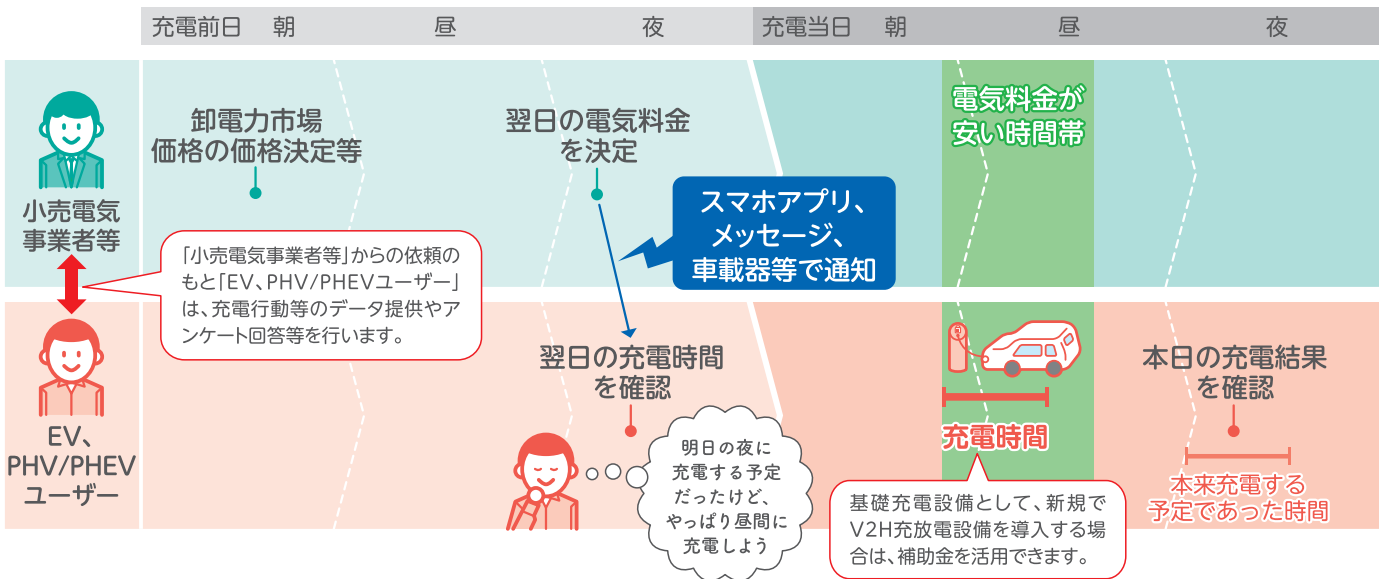 充電前日 朝 昼 夜 充電当日 朝 昼 夜
小売電気
事業者等
卸電力市場
価格の価格決定等
翌日の電気料金
を決定
スマホアプリ、
メッセージ、
車載器等で通知
電気料金が
安い時間帯
「小売電気事業者等」からの依頼の
もと「EV、PHV/PHEVユーザー」
は、充電行動等のデータ提供やア
ンケート回答等を行います。
EV、
PHV/PHEV
ユーザー
翌日の充電時間
を確認
明日の夜に
充電する予定
だったけど、
やっぱり昼間に
充電しよう
充電時間
基礎充電設備として、新規で
V2H充放電設備を導入する場
合は、補助金を活用できます。
本日の充電結果
を確認
本来充電する
予定であった時間